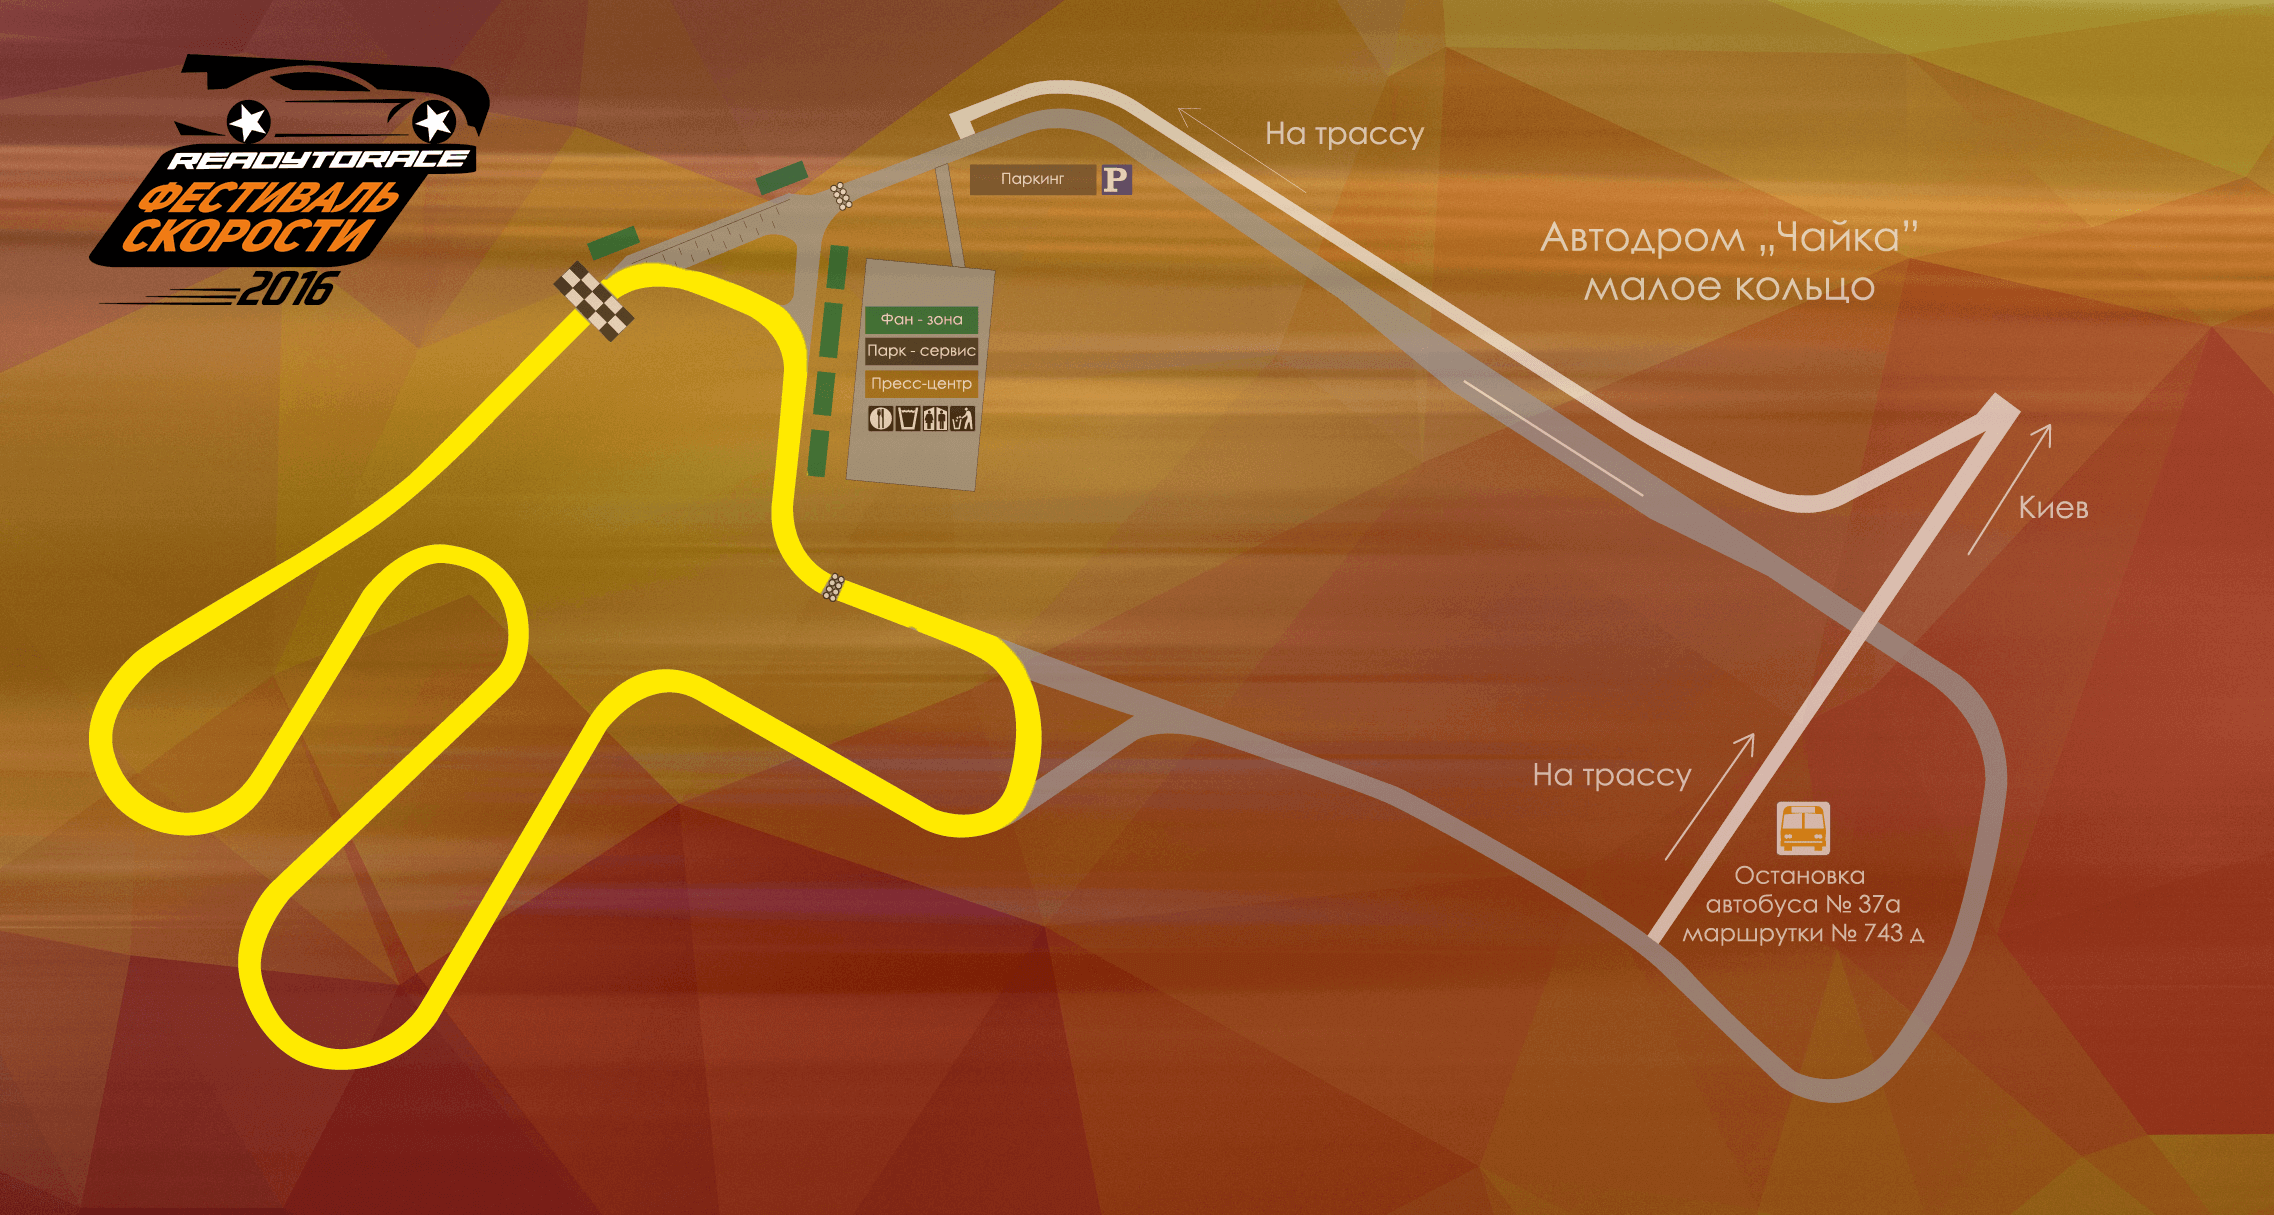 READYTORACE
ФЕСТИВАЛЬ
СКОРОСТИ
2016
На трассу
Паркинг P
Автодром „Чайка”
малое кольцо
Фан - зона
Парк - сервис
Пресс-центр
Киев
На трассу
Остановка
автобуса № 37а
маршрутки № 743 д